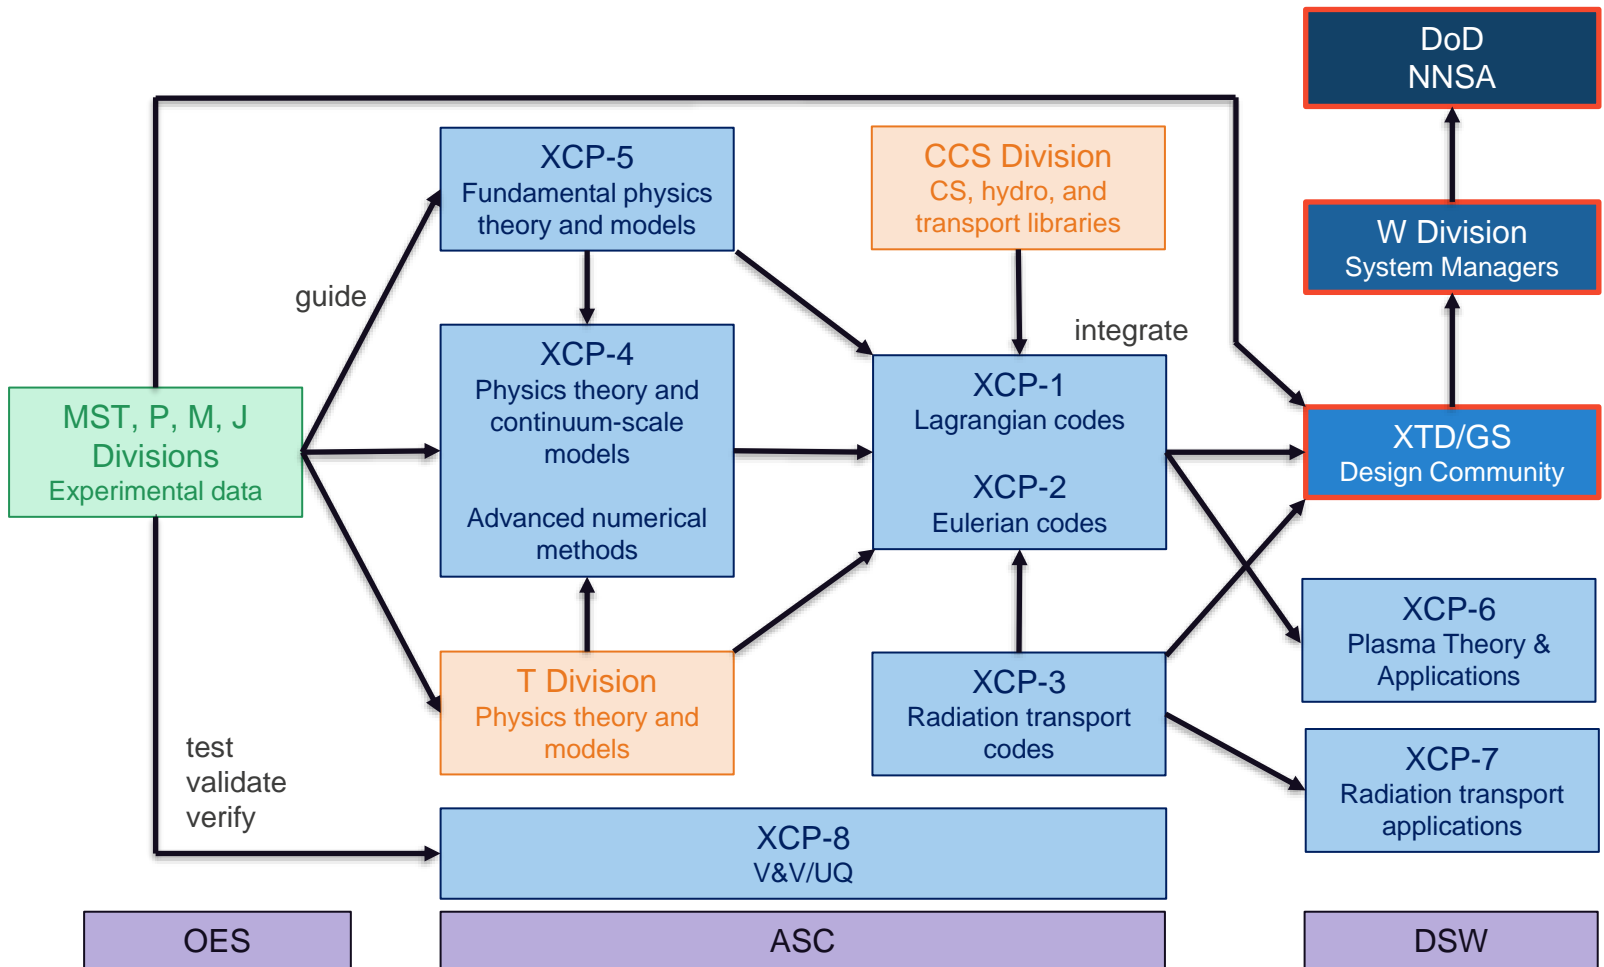 DoD
NNSA
XCP-5
Fundamental physics
theory and models
CCS Division
CS, hydro, and
transport libraries
W Division
System Managers
guide
integrate
XCP-4
Physics theory and
continuum-scale
models
Advanced numerical
methods
XCP-1
Lagrangian codes
XCP-2
Eulerian codes
MST, P, M, J
Divisions
Experimental data
XTD/GS
Design Community
XCP-6
Plasma Theory &
Applications
T Division
Physics theory and
models
XCP-3
Radiation transport
codes
XCP-7
Radiation transport
applications
test
validate
verify
XCP-8
V&V/UQ
OES
ASC
DSW